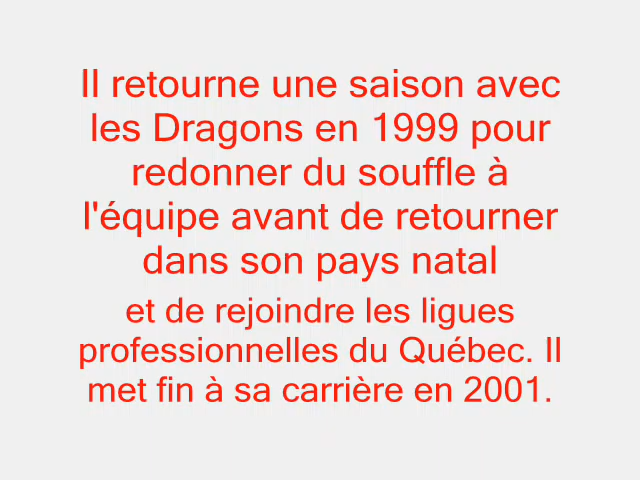 Il retourne une saison avec
les Dragons en 1999 pour
redonner du souffle à
l'équipe avant de retourner
dans son pays natal
et de rejoindre les ligues
professionnelles du Québec. Il
met fin à sa carrière en 2001.